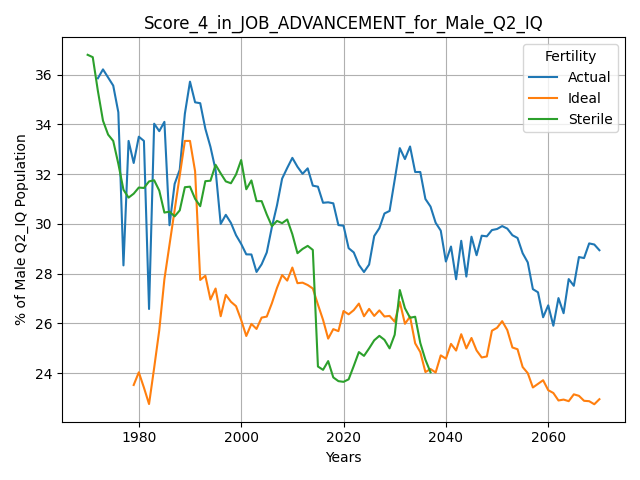 Score_4_in_JOB_ADVANCEMENT_for_Male_Q2_IQ
Fertility
Actual
Ideal
Sterile
% of Male Q2_IQ Population
36
34
32
30
28
26
24
1980
2000
2020
2040
2060
Years